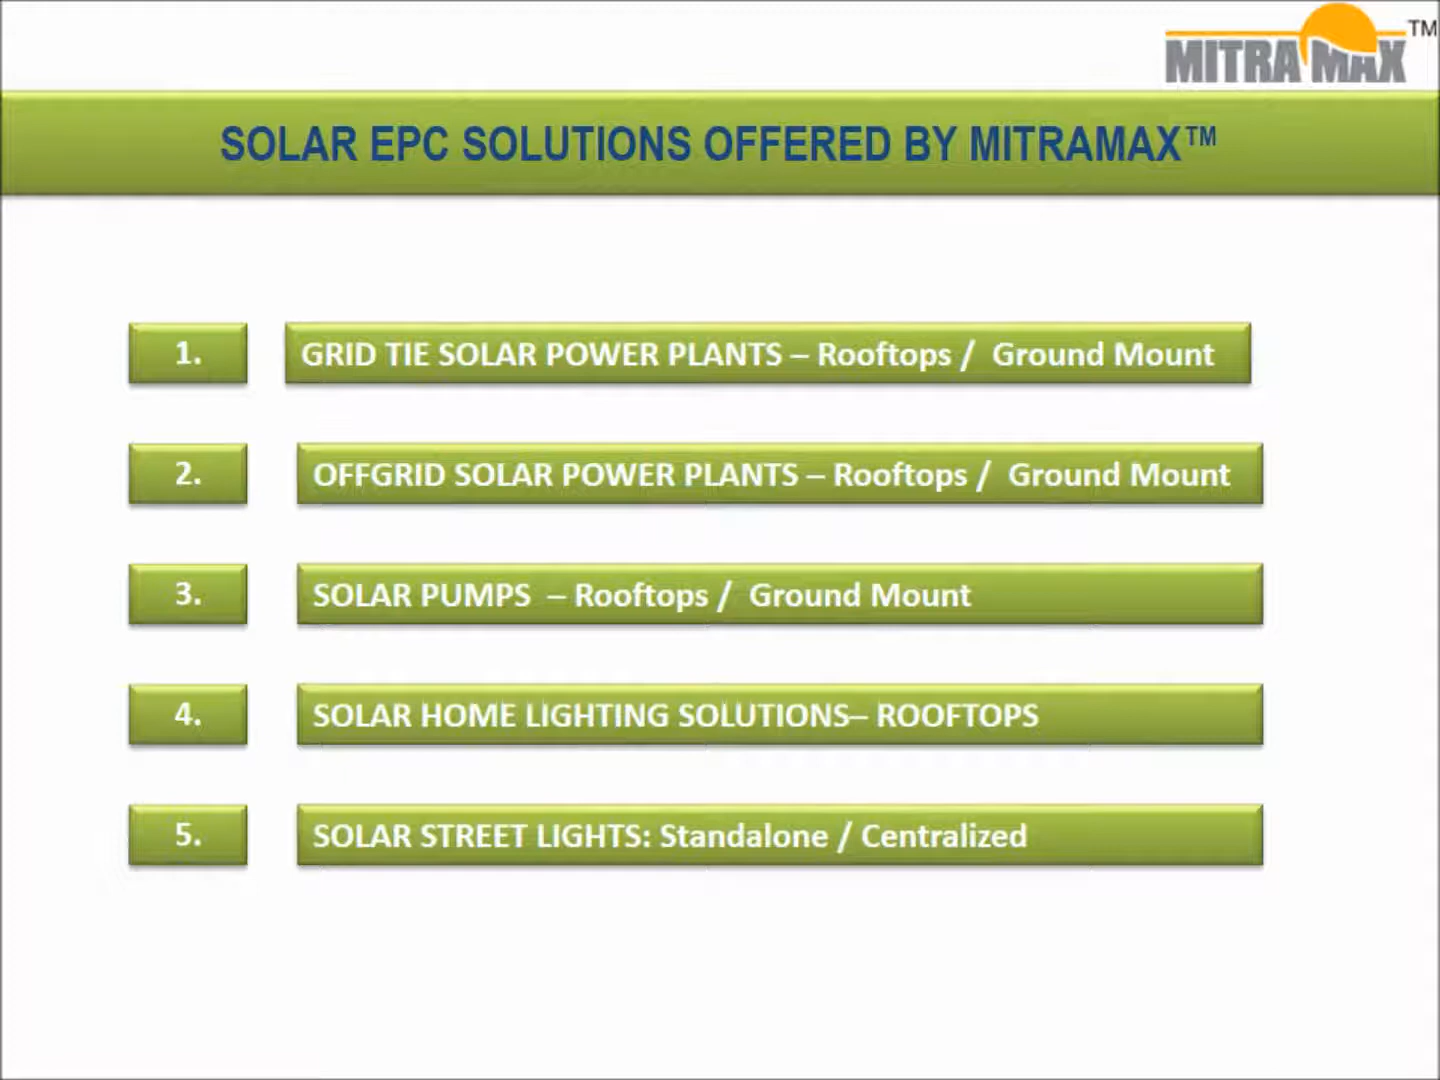 MITRA MAX TM
SOLAR EPC SOLUTIONS OFFERED BY MITRAMAX™
1. GRID TIE SOLAR POWER PLANTS – Rooftops / Ground Mount
2. OFFGRID SOLAR POWER PLANTS – Rooftops / Ground Mount
3. SOLAR PUMPS – Rooftops / Ground Mount
4. SOLAR HOME LIGHTING SOLUTIONS– ROOFTOPS
5. SOLAR STREET LIGHTS: Standalone / Centralized